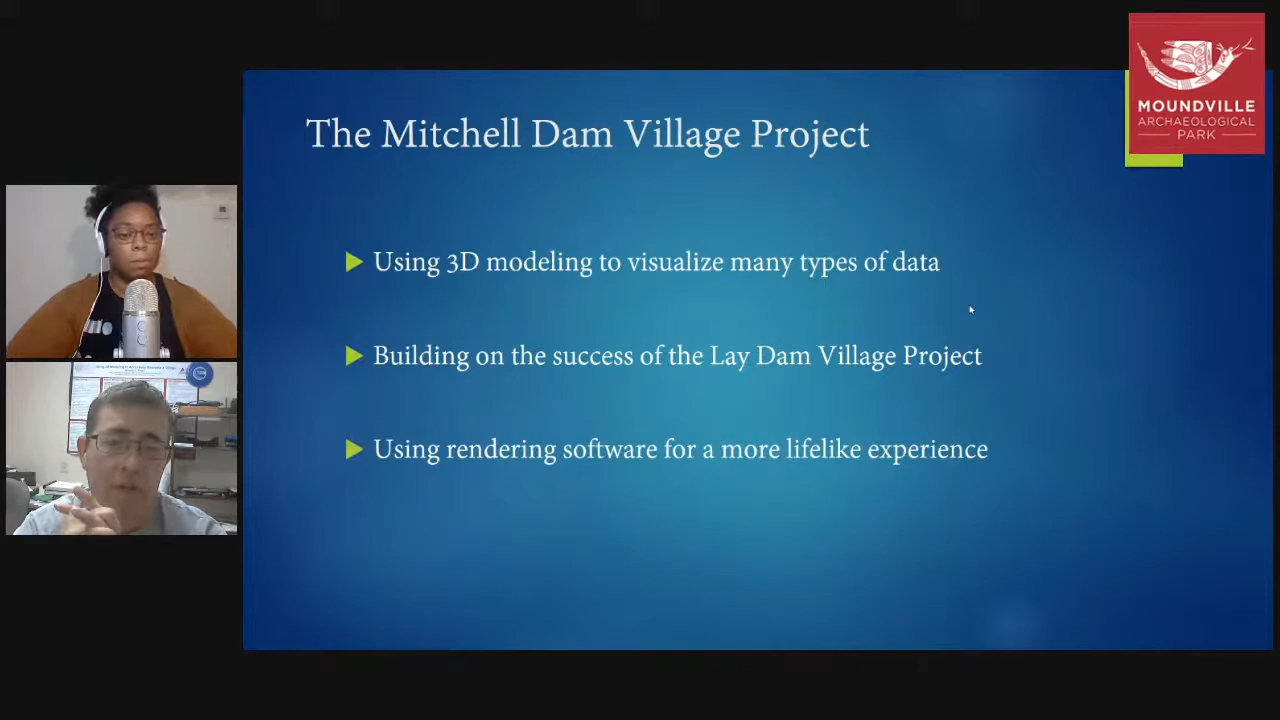 The Mitchell Dam Village Project
Using 3D modeling to visualize many types of data
Building on the success of the Lay Dam Village Project
Using rendering software for a more lifelike experience
MOUNDVILLE
ARCHAEOLOGICAL
PARK